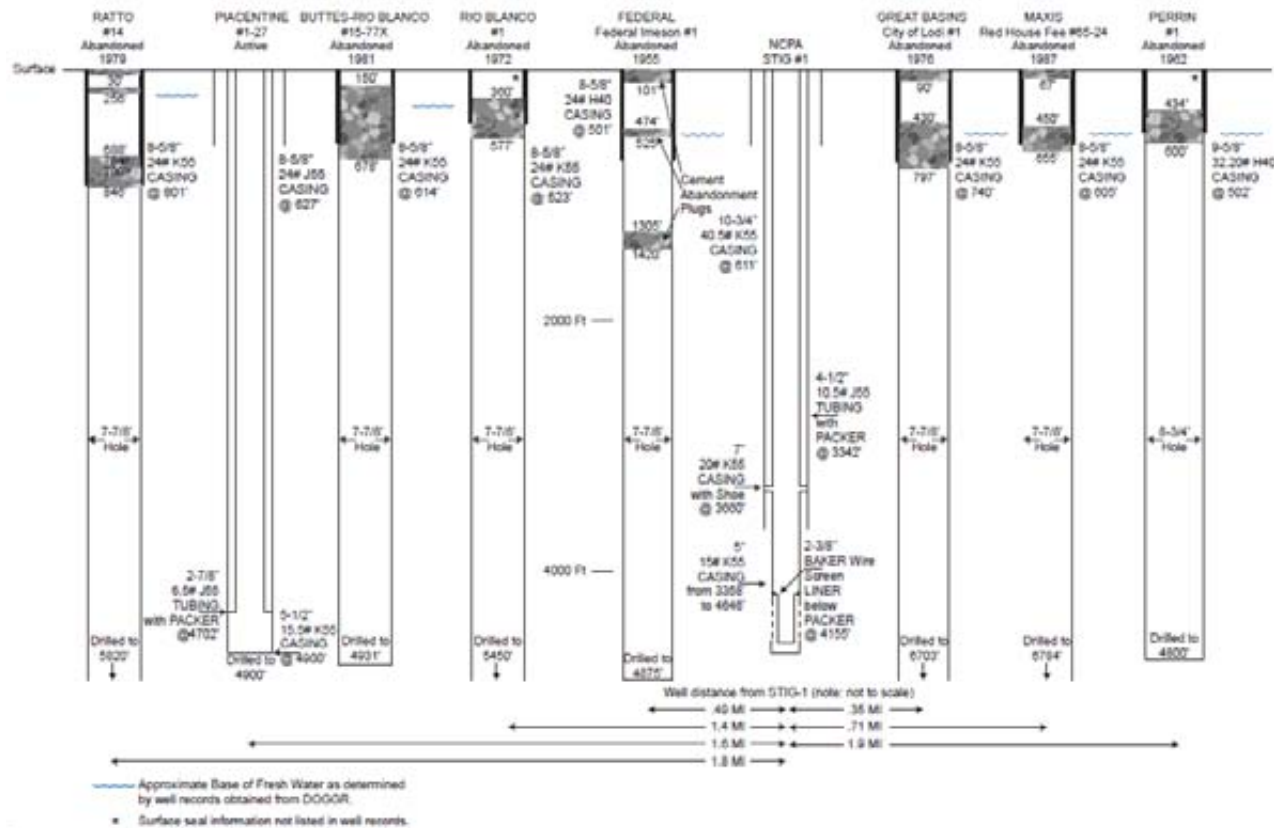 RATTO
#14
Abandoned
1979
PIACENTINE
#1-27
Active
BUTTES-RIO BLANCO
#15-77X
Abandoned
1981
RIO BLANCO
#1
Abandoned
1972
FEDERAL
Federal Imeson #1
Abandoned
1955
NCPA
STIG #1
GREAT BASINS
City of Lodi #1
Abandoned
1976
MAXIS
Red House Fee #65-24
Abandoned
1987
PERRIN
#1
Abandoned
1962
Surface
30'
256'
688'
846'
8-5/8"
24# K55
CASING
@ 801'
8-5/8"
24# J55
CASING
@ 627'
150'
678'
8-5/8"
24# K55
CASING
@ 614'
*
360'
577'
8-5/8"
24# K55
CASING
@ 523'
8-5/8"
24# H40
CASING
@ 501'
101'
474'
525'
1305'
1420'
Cement
Abandonment
Plugs
10-3/4"
40.5# K55
CASING
@ 611'
90'
430'
797'
8-5/8"
24# K55
CASING
@ 740'
67'
450'
655'
8-5/8"
24# K55
CASING
@ 605'
*
434'
600'
9-5/8"
32.20# H40
CASING
@ 502'
2000 Ft
4-1/2"
10.5# J55
TUBING
with
PACKER
@ 3342'
7-7/8"
Hole
7-7/8"
Hole
7-7/8"
Hole
7-7/8"
Hole
7-7/8"
Hole
7-7/8"
Hole
6-3/4"
Hole
7"
20# K55
CASING
with Shoe
@ 3680'
4000 Ft
5"
15# K55
CASING
from 3358'
to 4646'
2-3/8"
BAKER Wire
Screen
LINER
below
PACKER
@ 4155'
2-7/8"
6.5# J55
TUBING
with PACKER
@4702'
5-1/2"
15.5# K55
CASING
@ 4900'
Drilled to
5820'
Drilled to
4900'
Drilled to
4931'
Drilled to
5450'
Drilled to
4875'
Drilled to
6703'
Drilled to
6784'
Drilled to
4800'
Well distance from STIG-1 (note: not to scale)
.49 MI
.35 MI
1.4 MI
.71 MI
1.6 MI
1.9 MI
1.8 MI
Approximate Base of Fresh Water as determined
by well records obtained from DOGGR.
* Surface seal information not listed in well records.